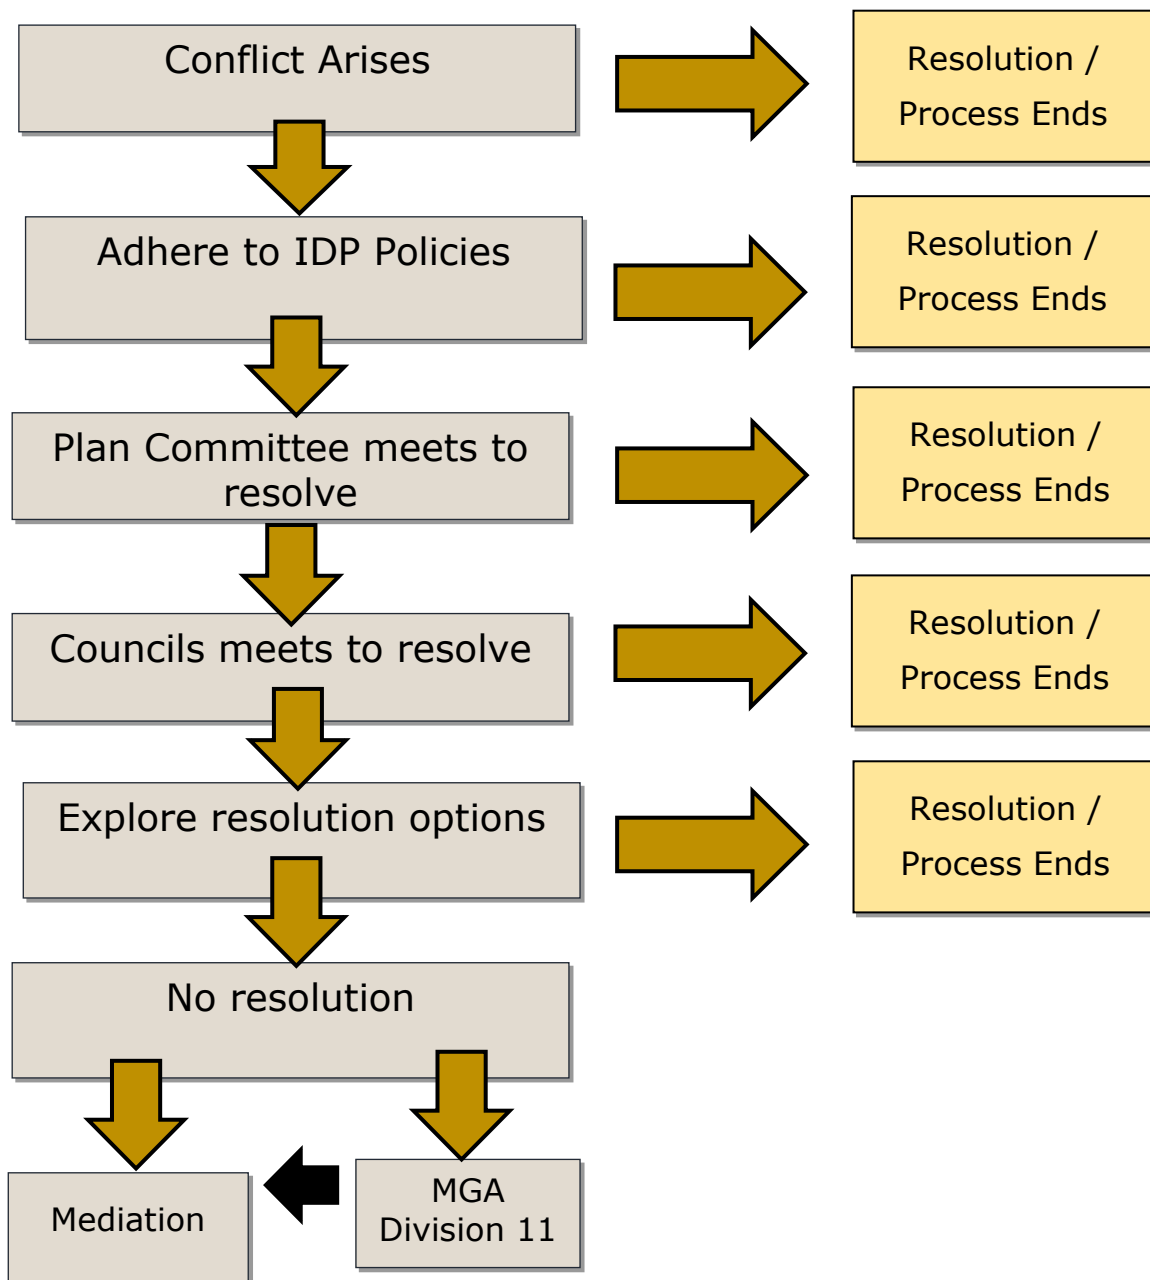 Conflict Arises
Resolution /
Process Ends
Adhere to IDP Policies
Resolution /
Process Ends
Plan Committee meets to
resolve
Resolution /
Process Ends
Councils meets to resolve
Resolution /
Process Ends
Explore resolution options
Resolution /
Process Ends
No resolution
Mediation
MGA
Division 11